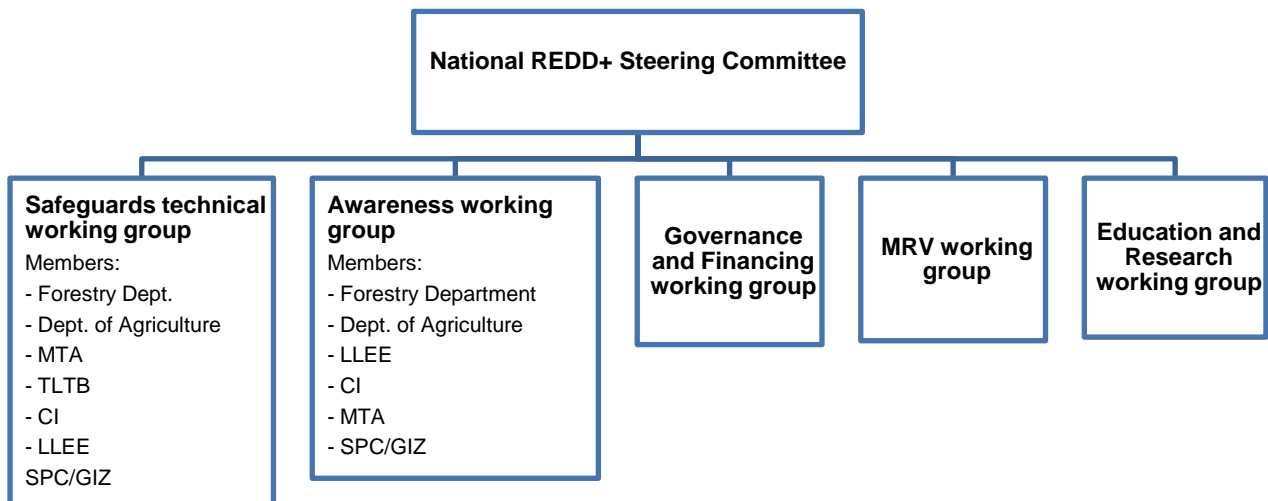 National REDD+ Steering Committee
Safeguards technical
working group
Members:
- Forestry Dept.
- Dept. of Agriculture
- MTA
- TLTB
- CI
- LLEE
SPC/GIZ
Awareness working
group
Members:
- Forestry Department
- Dept. of Agriculture
- LLEE
- CI
- MTA
- SPC/GIZ
Governance
and Financing
working group
MRV working
group
Education and
Research
working group